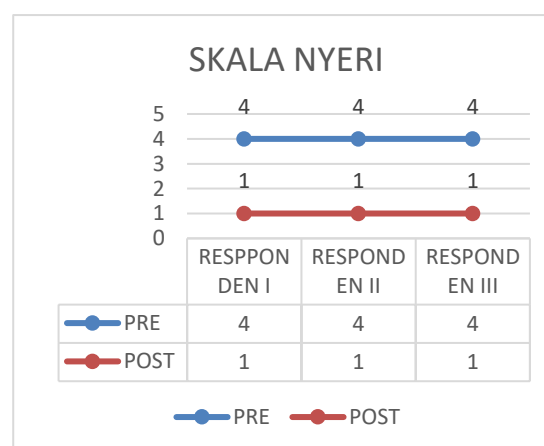 SKALA NYERI
4 4 4
1 1 1
5
4
3
2
1
0
RESPPON
DEN I
RESPOND
EN II
RESPOND
EN III
PRE 4 4 4
POST 1 1 1
PRE POST